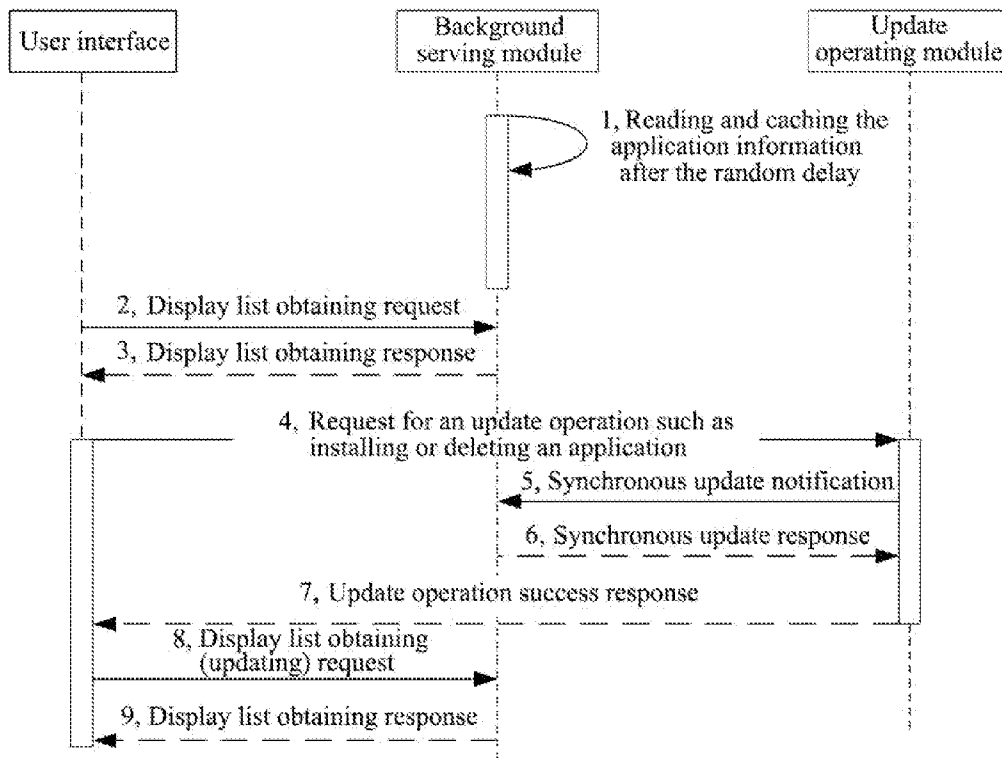 User interface
Background
serving module
Update
operating module
1, Reading and caching the
application information
after the random delay
2, Display list obtaining request
3, Display list obtaining response
4, Request for an update operation such as
installing or deleting an application
5, Synchronous update notification
6, Synchronous update response
7, Update operation success response
8, Display list obtaining
(updating) request
9, Display list obtaining response